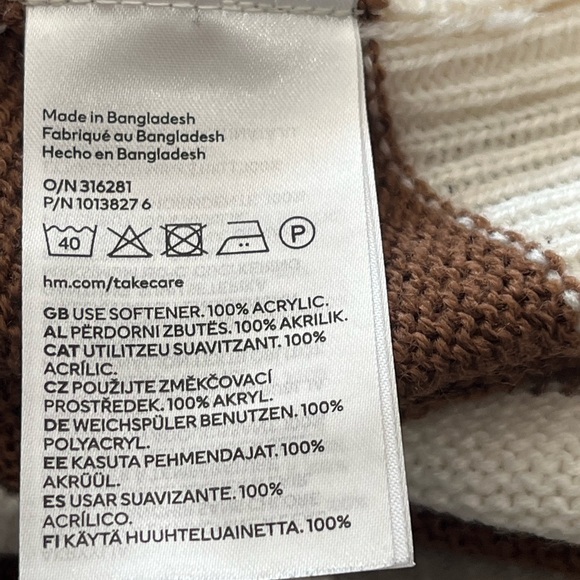 Made in Bangladesh
Fabriqué au Bangladesh
Hecho en Bangladesh
O/N 316281
P/N 1013827 6
40
P
hm.com/takecare
GB USE SOFTENER. 100% ACRYLIC.
AL PËRDORNI ZBUTËS. 100% AKRILIK.
CAT UTILITZEU SUAVITZANT. 100%
ACRÍLIC.
CZ POUŽIJTE ZMĚKČOVACÍ
PROSTŘEDEK. 100% AKRYL.
DE WEICHSPÜLER BENUTZEN. 100%
POLYACRYL.
EE KASUTA PEHMENDAJAT. 100%
AKRÜÜL.
ES USAR SUAVIZANTE. 100%
ACRÍLICO.
FI KÄYTÄ HUUHTELUAINETTA. 100%